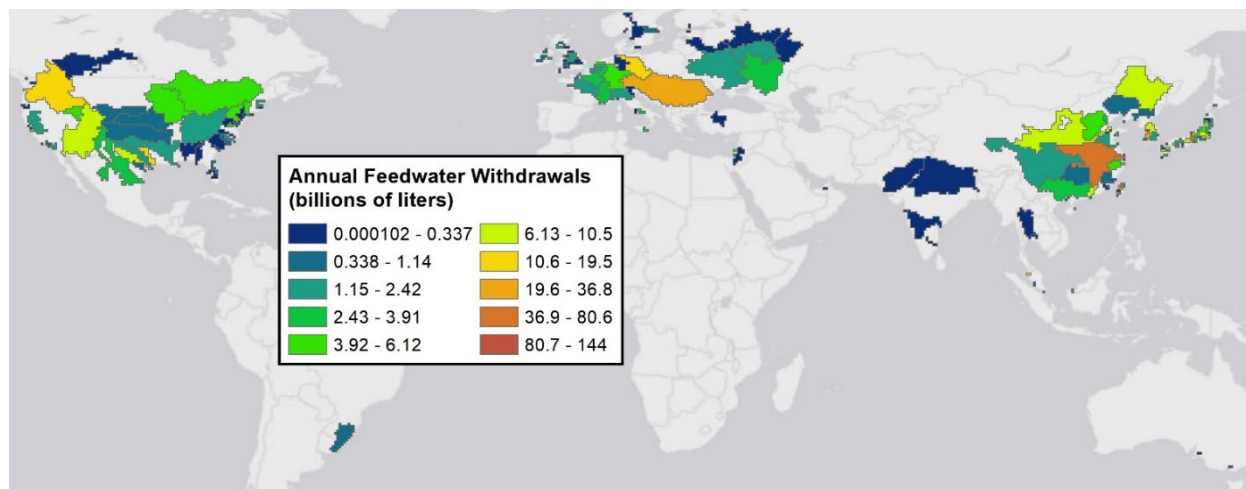 Annual Feedwater Withdrawals
(billions of liters)
0.000102 - 0.337
0.338 - 1.14
1.15 - 2.42
2.43 - 3.91
3.92 - 6.12
6.13 - 10.5
10.6 - 19.5
19.6 - 36.8
36.9 - 80.6
80.7 - 144